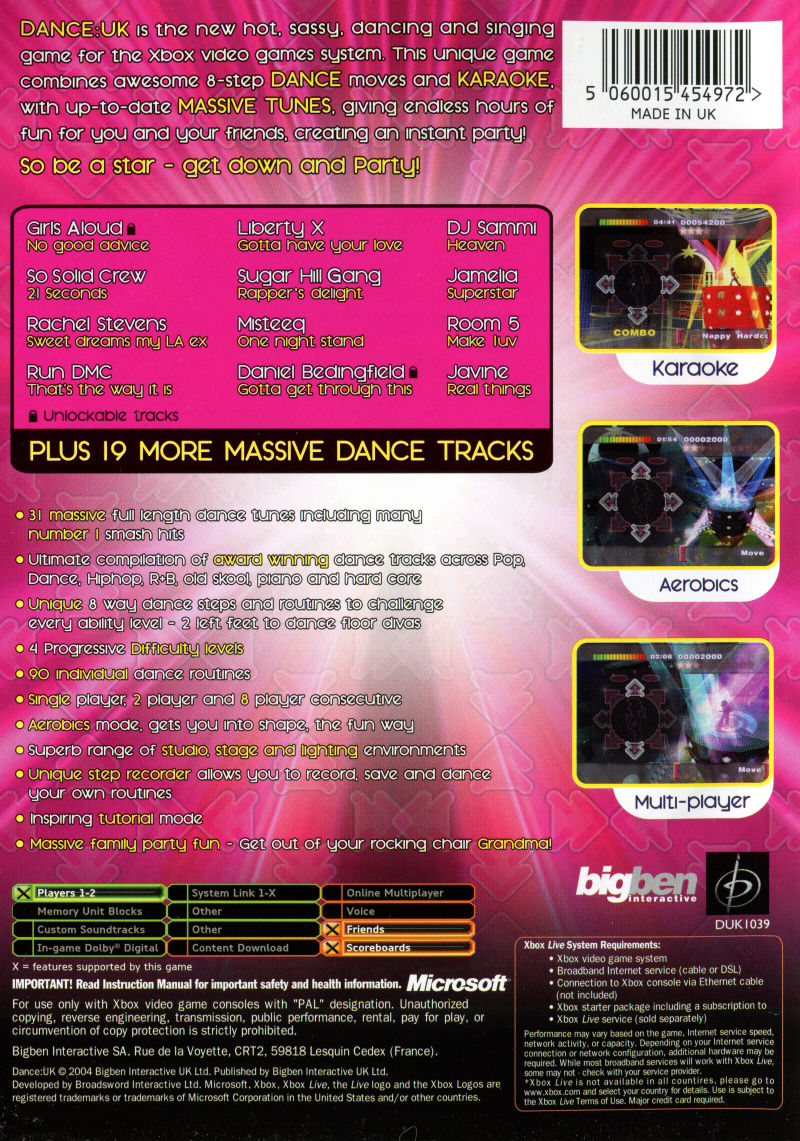 DANCE:UK is the new hot, sassy, dancing and singing
game for the Xbox video games system. This unique game
combines awesome 8-step DANCE moves and KARAOKE,
with up-to-date MASSIVE TUNES, giving endless hours of
fun for you and your friends, creating an instant party!
So be a star - get down and Party!
5 060015 454972 >
MADE IN UK
Girls Aloud
No good advice
Liberty X
Gotta have your love
DJ Sammi
Heaven
So Solid Crew
21 Seconds
Sugar Hill Gang
Rapper's delight
Jamelia
Superstar
Rachel Stevens
Sweet dreams my LA ex
Misteeq
One night stand
Room 5
Make luv
Run DMC
That's the way it is
Daniel Bedingfield
Gotta get through this
Javine
Real things
Unlockable tracks
PLUS 19 MORE MASSIVE DANCE TRACKS
04:41 00054200
COMBO
Happy Hardco
Karaoke
01:54 00002000
Move
Aerobics
02:08 00002000
Move
Multi-player
• 31 massive full length dance tunes including many
number 1 smash hits
• Ultimate compilation of award winning dance tracks across Pop,
Dance, Hiphop, R+B, old skool, piano and hard core
• Unique 8 way dance steps and routines to challenge
every ability level - 2 left feet to dance floor divas
• 4 Progressive Difficulty levels
• 90 individual dance routines
• Single player, 2 player and 8 player consecutive
• Aerobics mode, gets you into shape, the fun way
• Superb range of studio, stage and lighting environments
• Unique step recorder allows you to record, save and dance
your own routines
• Inspiring tutorial mode
• Massive family party fun - Get out of your rocking chair Grandma!
X Players 1-2
System Link 1-X
Online Multiplayer
Memory Unit Blocks
Other
Voice
Custom Soundtracks
Other
X Friends
In-game Dolby® Digital
Content Download
X Scoreboards
X = features supported by this game
IMPORTANT! Read Instruction Manual for important safety and health information. Microsoft®
For use only with Xbox video game consoles with "PAL" designation. Unauthorized
copying, reverse engineering, transmission, public performance, rental, pay for play, or
circumvention of copy protection is strictly prohibited.
Bigben Interactive SA. Rue de la Voyette, CRT2, 59818 Lesquin Cedex (France).
Dance:UK © 2004 Bigben Interactive UK Ltd. Published by Bigben Interactive UK Ltd.
Developed by Broadsword Interactive Ltd. Microsoft, Xbox, Xbox Live, the Live logo and the Xbox Logos are
registered trademarks or trademarks of Microsoft Corporation in the United States and/or other countries.
bigben
interactive
DUK1039
Xbox Live System Requirements:
• Xbox video game system
• Broadband Internet service (cable or DSL)
• Connection to Xbox console via Ethernet cable
(not included)
• Xbox starter package including a subscription to
• Xbox Live service (sold separately)
Performance may vary based on the game, Internet service speed,
network activity, or capacity. Depending on your Internet service
connection or network configuration, additional hardware may be
required. While most broadband services will work with Xbox Live,
some may not - check with your service provider.
*Xbox Live is not available in all countires, please go to
www.xbox.com and select your country for details. Use is subject to
the Xbox Live Terms of Use. Major credit card required.